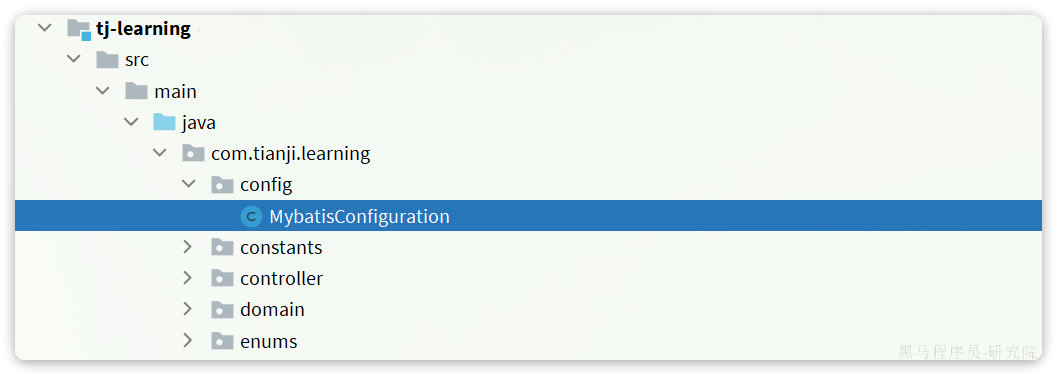 tj-learning
src
main
java
com.tianji.learning
config
MybatisConfiguration
constants
controller
domain
enums
黑马程序员-研究院